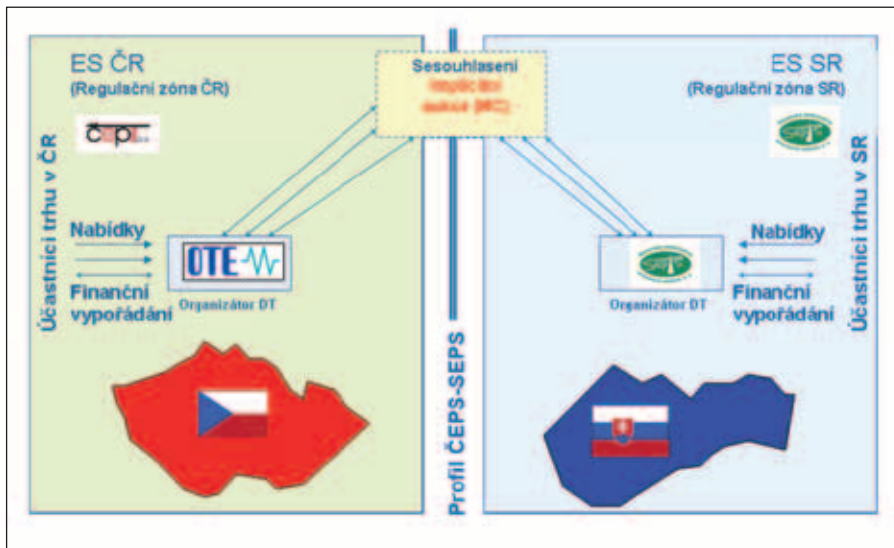 ES ČR
(Regulační zóna ČR)
Účastníci trhu v ČR
Nabídky
Finanční
vypořádání
OTE
Organizátor DT
Sesouhlasení
Profil ČEPS-SEPS
ES SR
(Regulační zóna SR)
Účastníci trhu v SR
Nabídky
Finanční
vypořádání
Organizátor DT